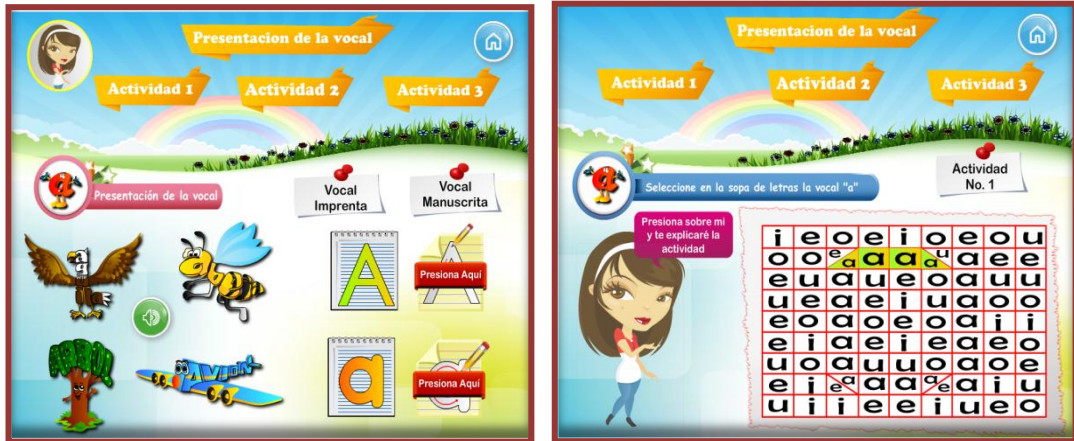 Presentacion de la vocal
Actividad 1 Actividad 2 Actividad 3
Presentación de la vocal
Vocal
Imprenta
Vocal
Manuscrita
a
A
Presiona Aquí
AVION
a
Presiona Aquí
Presentacion de la vocal
Actividad 1 Actividad 2 Actividad 3
a
Seleccione en la sopa de letras la vocal "a"
Actividad
No. 1
Presiona sobre mi
y te explicaré la
actividad
i e o e i o e o u
o o e a a a a u a e e
e u a u e o a u u
u e a e i u a o o
e o a o e o a i i
e i a e i e a e o
u o a u u o a o e
e i e a a a a e a i u
u i i e e i u e o